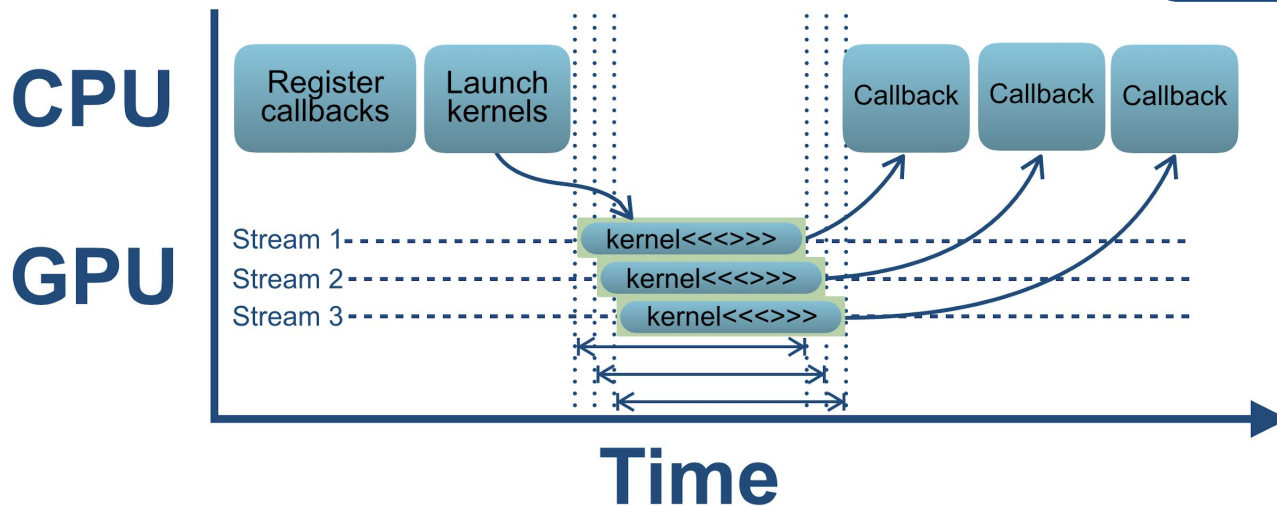 CPU
Register
callbacks
Launch
kernels
Callback
Callback
Callback
GPU
Stream 1
kernel<<<>>>
Stream 2
kernel<<<>>>
Stream 3
kernel<<<>>>
Time